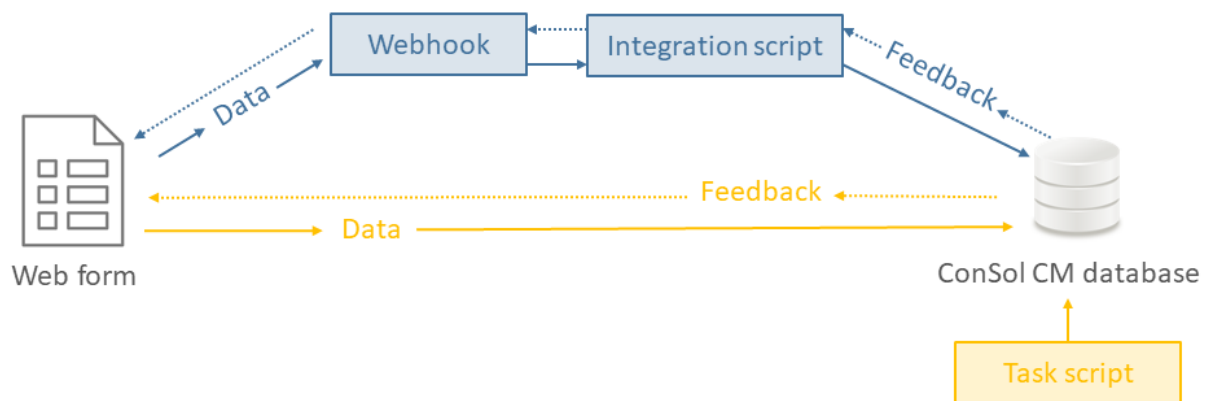 Webhook
Integration script
Data
Feedback
Feedback
Data
Web form
ConSol CM database
Task script